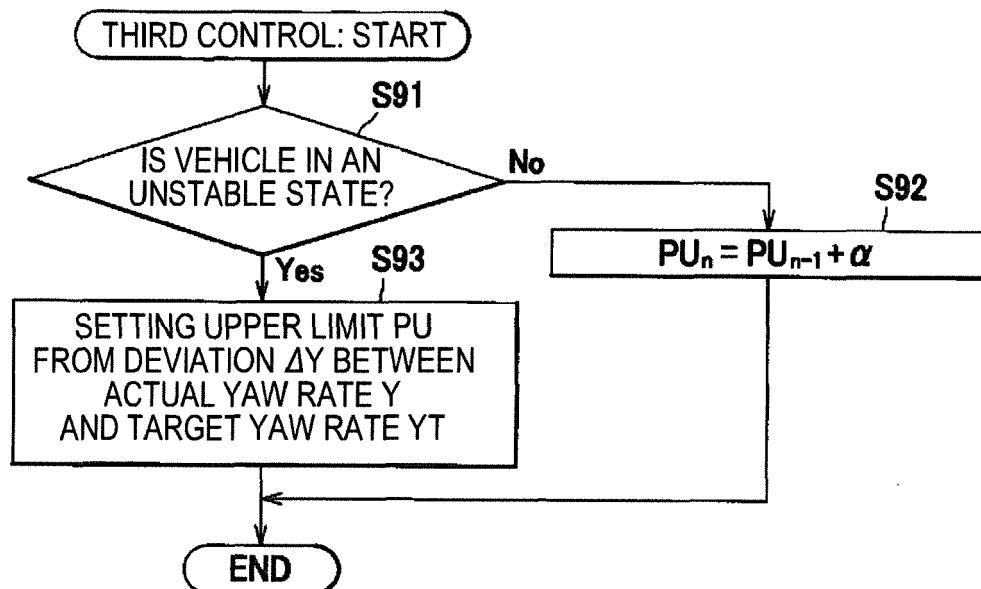 THIRD CONTROL: START
S91
IS VEHICLE IN AN
UNSTABLE STATE?
No
S92
PUₙ = PUₙ₋₁ + α
Yes
S93
SETTING UPPER LIMIT PU
FROM DEVIATION ΔY BETWEEN
ACTUAL YAW RATE Y
AND TARGET YAW RATE YT
END